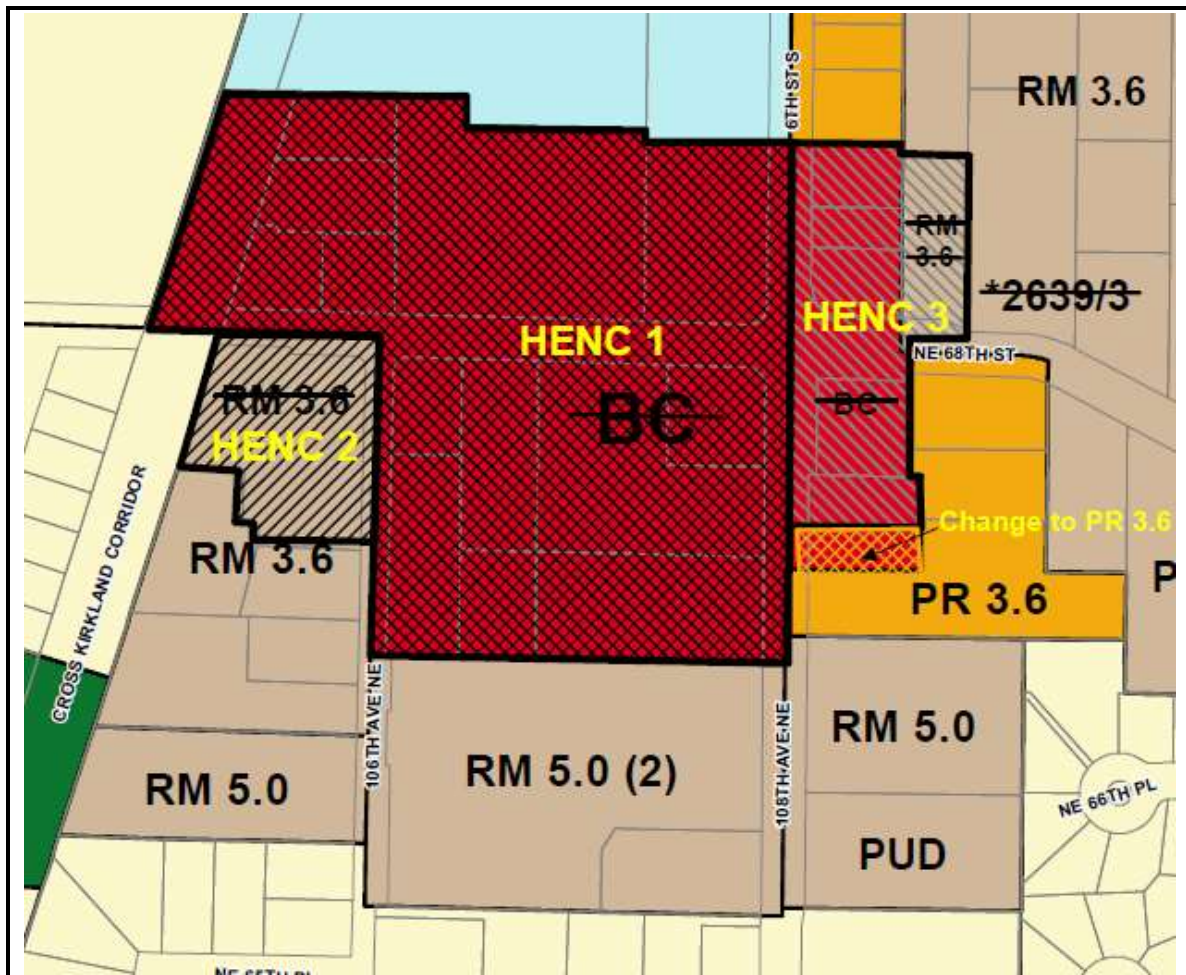 6TH ST S
RM 3.6
RM
3.6
*2639/3
HENC 1
HENC 3
NE 68TH ST
RM 3.6
BC
BC
HENC 2
Change to PR 3.6
CROSS KIRKLAND CORRIDOR
RM 3.6
PR 3.6
P
106TH AVE NE
108TH AVE NE
RM 5.0
RM 5.0 (2)
RM 5.0
NE 66TH PL
PUD
NE 65TH PL